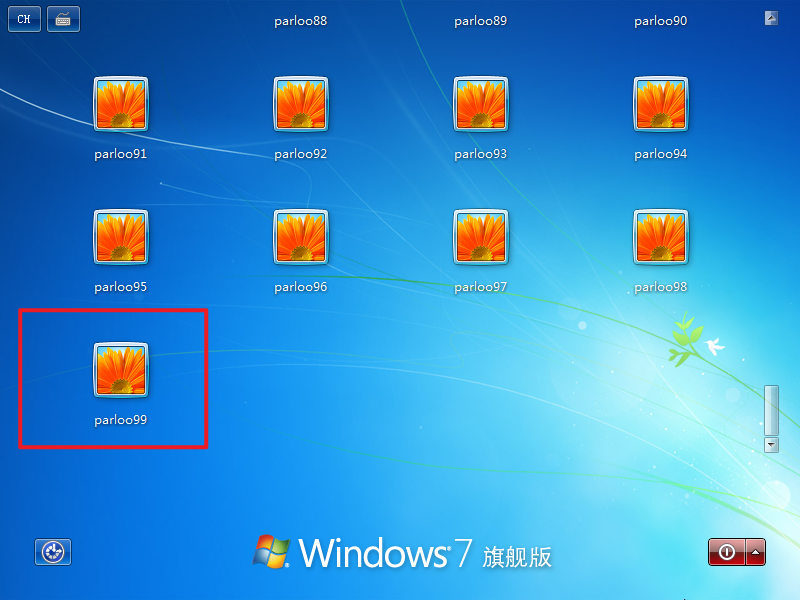 CH
parloo88 parloo89 parloo90
parloo91 parloo92 parloo93 parloo94
parloo95 parloo96 parloo97 parloo98
parloo99
Windows 7 旗舰版